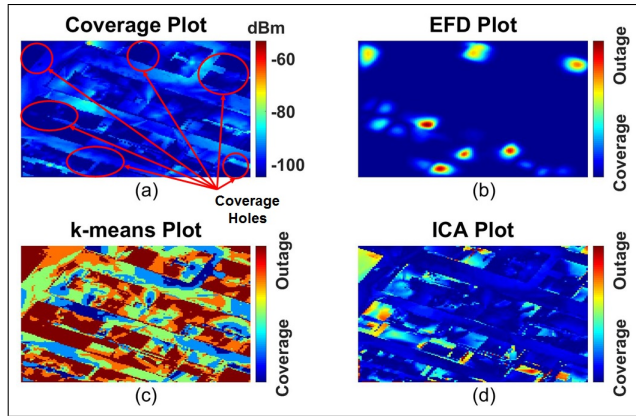 Coverage Plot
dBm
-60
-80
-100
(a)
Coverage
Holes
EFD Plot
Outage
Coverage
(b)
k-means Plot
Outage
Coverage
(c)
ICA Plot
Outage
Coverage
(d)